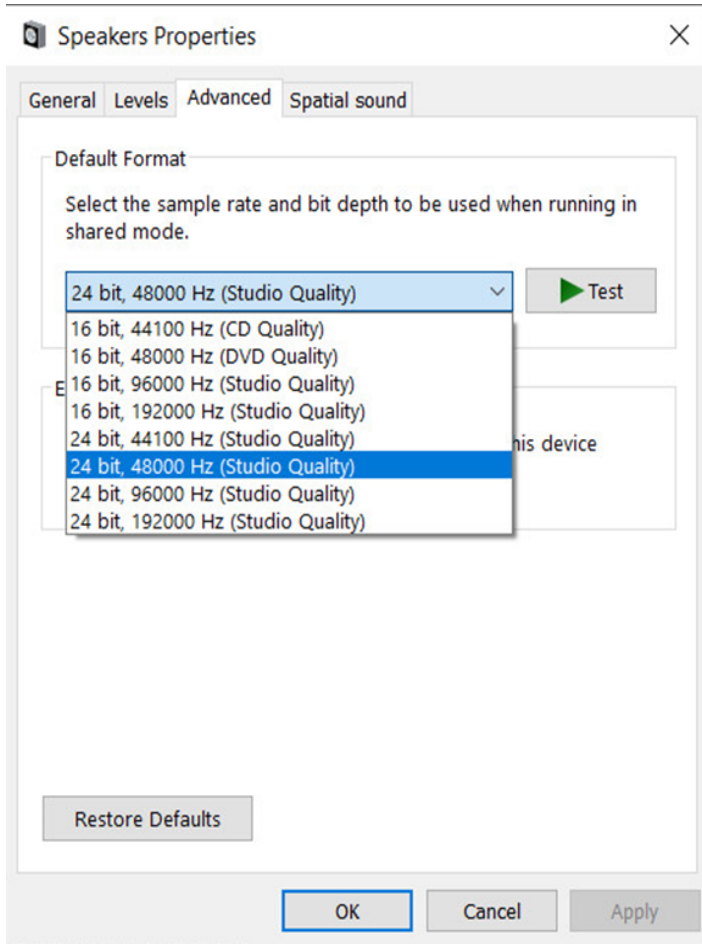 Speakers Properties
General Levels Advanced Spatial sound
Default Format
Select the sample rate and bit depth to be used when running in
shared mode.
24 bit, 48000 Hz (Studio Quality)
Test
16 bit, 44100 Hz (CD Quality)
16 bit, 48000 Hz (DVD Quality)
16 bit, 96000 Hz (Studio Quality)
16 bit, 192000 Hz (Studio Quality)
24 bit, 44100 Hz (Studio Quality)
24 bit, 48000 Hz (Studio Quality)
24 bit, 96000 Hz (Studio Quality)
24 bit, 192000 Hz (Studio Quality)
device
Restore Defaults
OK Cancel Apply